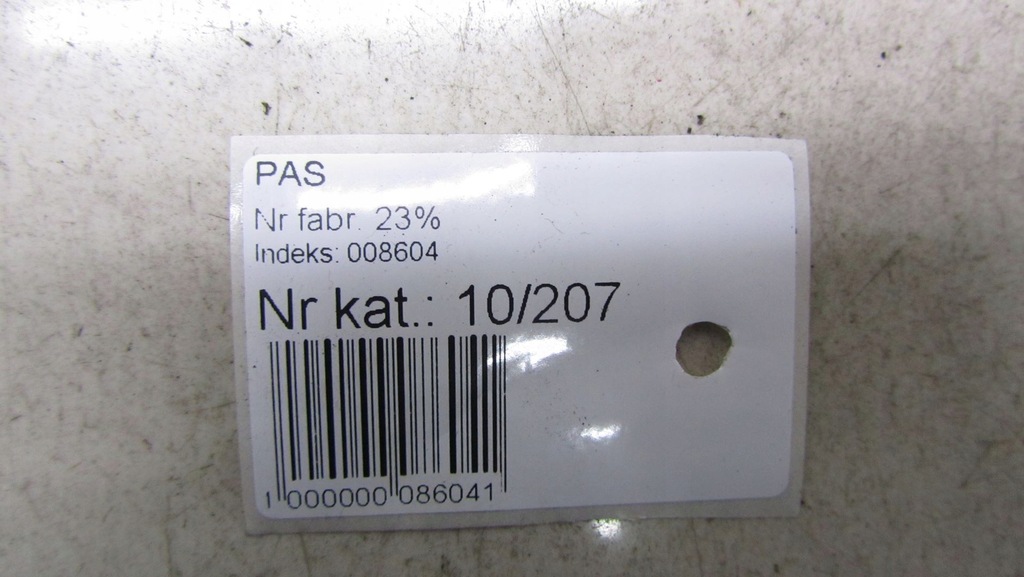 PAS
Nr fabr. 23%
Indeks: 008604
Nr kat.: 10/207
1 000000 086041